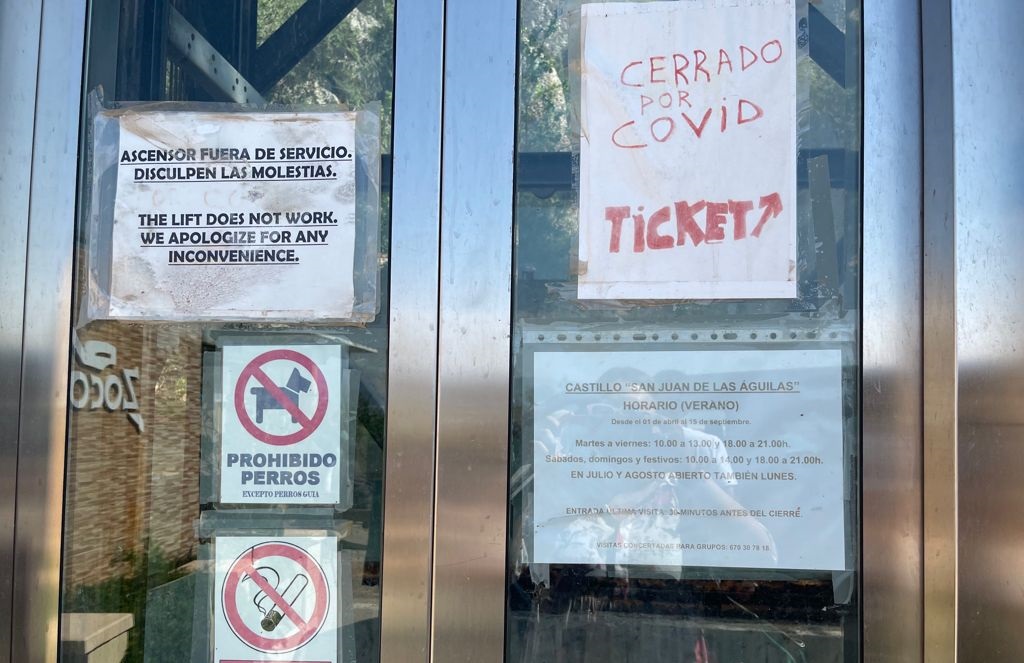 ASCENSOR FUERA DE SERVICIO.
DISCULPEN LAS MOLESTIAS.
THE LIFT DOES NOT WORK.
WE APOLOGIZE FOR ANY
INCONVENIENCE.
PROHIBIDO
PERROS
EXCEPTO PERROS GUIA
ZOCO
CERRADO
POR
COVID
TICKET↗
CASTILLO "SAN JUAN DE LAS ÁGUILAS"
HORARIO (VERANO)
Desde el 01 de abril al 15 de septiembre.
Martes a viernes: 10.00 a 13.00 y 18.00 a 21.00h.
Sábados, domingos y festivos: 10.00 a 14.00 y 18.00 a 21.00h.
EN JULIO Y AGOSTO ABIERTO TAMBIÉN LUNES.
ENTRADA ÚLTIMA VISITA: 30 MINUTOS ANTES DEL CIERRE.
VISITAS CONCERTADAS PARA GRUPOS: 670 30 78 18